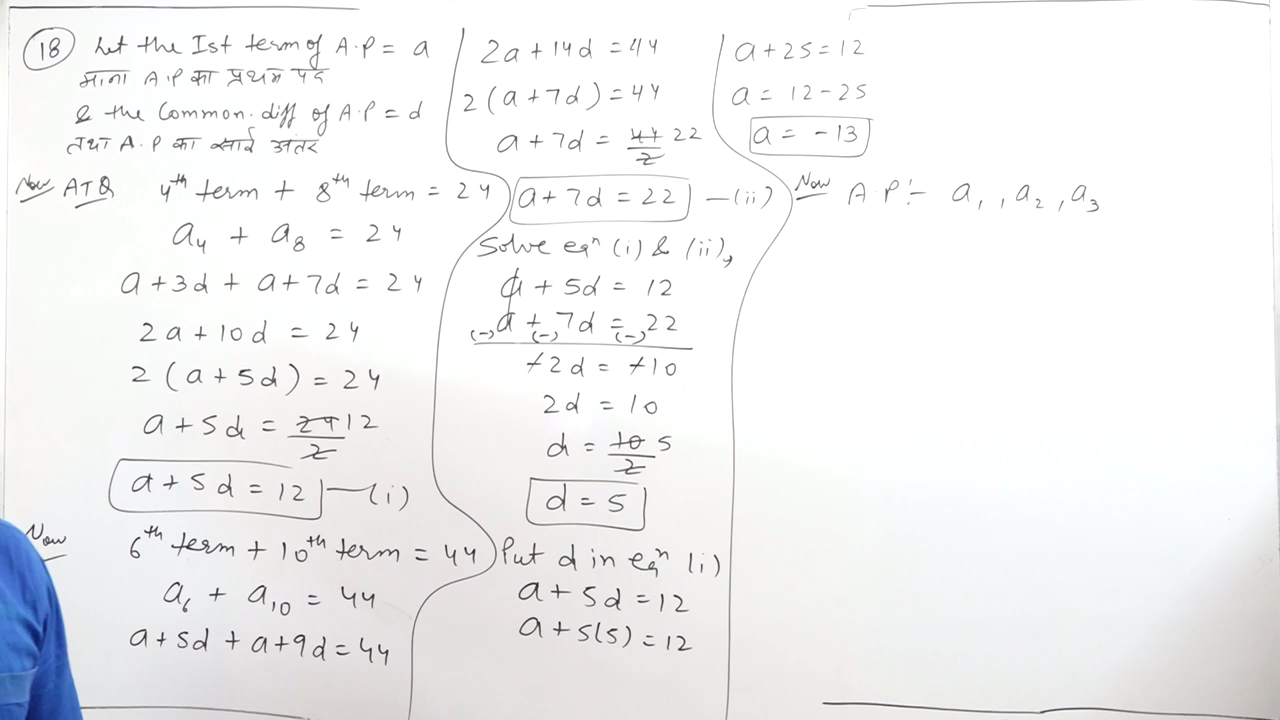 (18) Let the Ist term of A.P = a
माना A.P का प्रथम पद
& the Common. diff of A.P = d
तथा A.P का सार्व अंतर
Now ATQ 4th term + 8th term = 24
a4 + a8 = 24
a + 3d + a + 7d = 24
2a + 10d = 24
2 (a + 5d) = 24
a + 5d = 24/2 12
a + 5d = 12 —(i)
Now 6th term + 10th term = 44
a6 + a10 = 44
a + 5d + a + 9d = 44
2a + 14d = 44
2 (a + 7d) = 44
a + 7d = 44/2 22
a + 7d = 22 —(ii)
Solve eqn (i) & (ii),
a + 5d = 12
(-)a +(-) 7d =(-) 22
-2d = -10
2d = 10
d = 10/2 5
d = 5
Put d in eqn (i)
a + 5d = 12
a + 5(5) = 12
a + 25 = 12
a = 12 - 25
a = -13
Now A.P :- a1, a2, a3